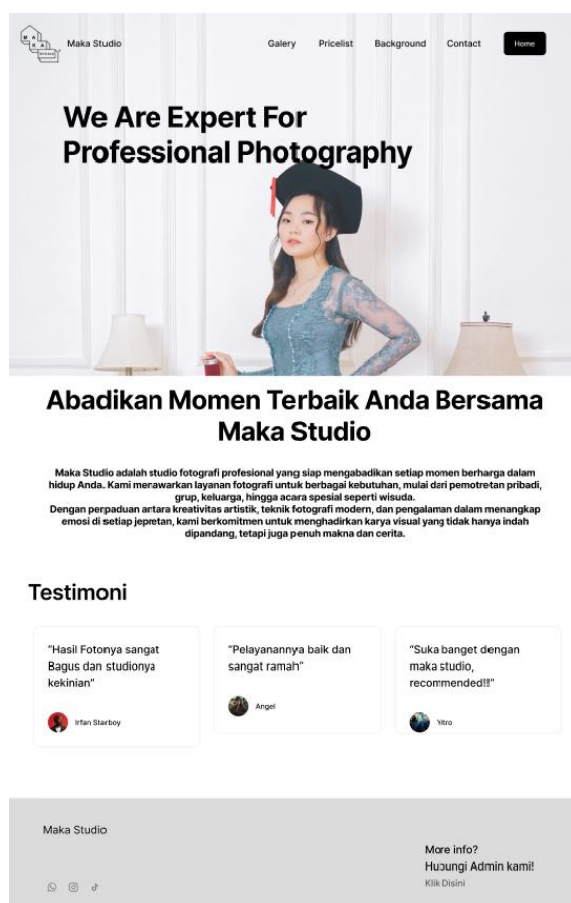 MAKA
STUDIO
Maka Studio
Galery
Pricelist
Background
Contact
Home
We Are Expert For
Professional Photography
Abadikan Momen Terbaik Anda Bersama
Maka Studio
Maka Studio adalah studio fotografi profesional yang siap mengabadikan setiap momen berharga dalam
hidup Anda. Kami menawarkan layanan fotografi untuk berbagai kebutuhan, mulai dari pemotretan pribadi,
grup, keluarga, hingga acara spesial seperti wisuda.
Dengan perpaduan antara kreativitas artistik, teknik fotografi modern, dan pengalaman dalam menangkap
emosi di setiap jepretan, kami berkomitmen untuk menghadirkan karya visual yang tidak hanya indah
dipandang, tetapi juga penuh makna dan cerita.
Testimoni
“Hasil Fotonya sangat
Bagus dan studionya
kekinian”
Irfan Starboy
“Pelayanannya baik dan
sangat ramah”
Angel
“Suka banget dengan
maka studio,
recommended!!!”
Yitro
Maka Studio
More info?
Hubungi Admin kami!
Klik Disini